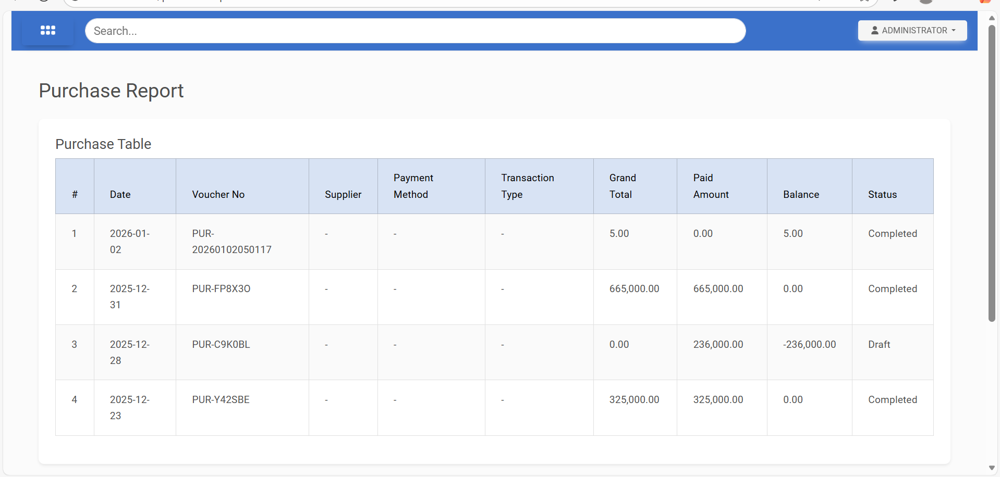 Search...
ADMINISTRATOR
Purchase Report
Purchase Table
# Date Voucher No Supplier Payment Method Transaction Type Grand Total Paid Amount Balance Status
1 2026-01-02 PUR-20260102050117 - - - 5.00 0.00 5.00 Completed
2 2025-12-31 PUR-FP8X3O - - - 665,000.00 665,000.00 0.00 Completed
3 2025-12-28 PUR-C9K0BL - - - 0.00 236,000.00 -236,000.00 Draft
4 2025-12-23 PUR-Y42SBE - - - 325,000.00 325,000.00 0.00 Completed